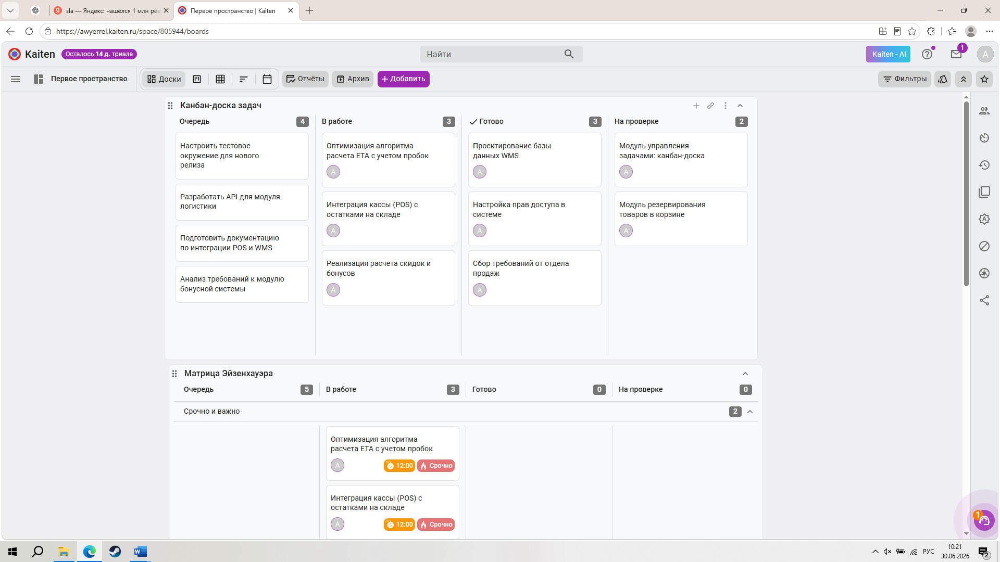 sla — Яндекс: нашёлся 1 млн рез
Первое пространство | Kaiten
https://awyerrel.kaiten.ru/space/805944/boards
Kaiten
Осталось 14 д. триала
Найти
Kaiten - AI
1
A
Первое пространство
Доски
Отчёты
Архив
Добавить
Фильтры
Канбан-доска задач
Очередь 4
В работе 3
Готово 3
На проверке 2
Настроить тестовое
окружение для нового
релиза
Разработать API для модуля
логистики
Подготовить документацию
по интеграции POS и WMS
Анализ требований к модулю
бонусной системы
Оптимизация алгоритма
расчета ETA с учетом пробок
A
Интеграция кассы (POS) с
остатками на складе
A
Реализация расчета скидок и
бонусов
A
Проектирование базы
данных WMS
A
Настройка прав доступа в
системе
A
Сбор требований от отдела
продаж
A
Модуль управления
задачами: канбан-доска
A
Модуль резервирования
товаров в корзине
A
Матрица Эйзенхауэра
Очередь 5
В работе 3
Готово 0
На проверке 0
Срочно и важно 2
Оптимизация алгоритма
расчета ETA с учетом пробок
A 12:00 Срочно
Интеграция кассы (POS) с
остатками на складе
A 12:00 Срочно
1
РУС
10:21
30.06.2026
2